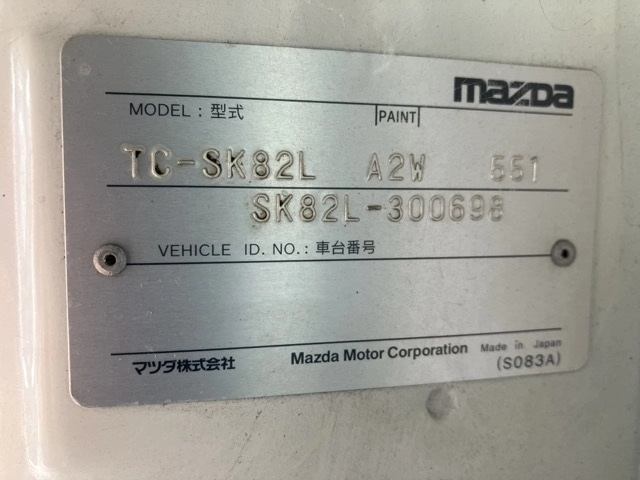 mazda
MODEL : 型式 PAINT
TC-SK82L A2W 551
SK82L-300698
VEHICLE ID. NO. : 車台番号
マツダ株式会社 Mazda Motor Corporation Made in Japan
(S083A)